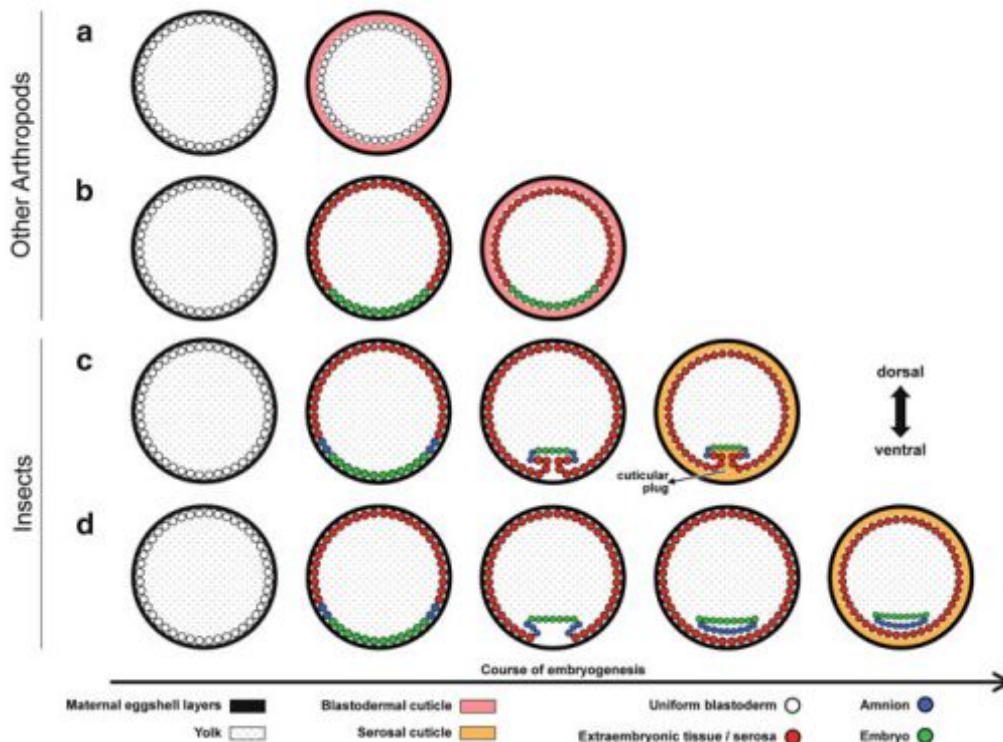 Other Arthropods
a
b
Insects
c
d
dorsal
ventral
cuticular
plug
Course of embryogenesis
Maternal eggshell layers
Yolk
Blastodermal cuticle
Serosal cuticle
Uniform blastoderm
Extraembryonic tissue / serosa
Amnion
Embryo